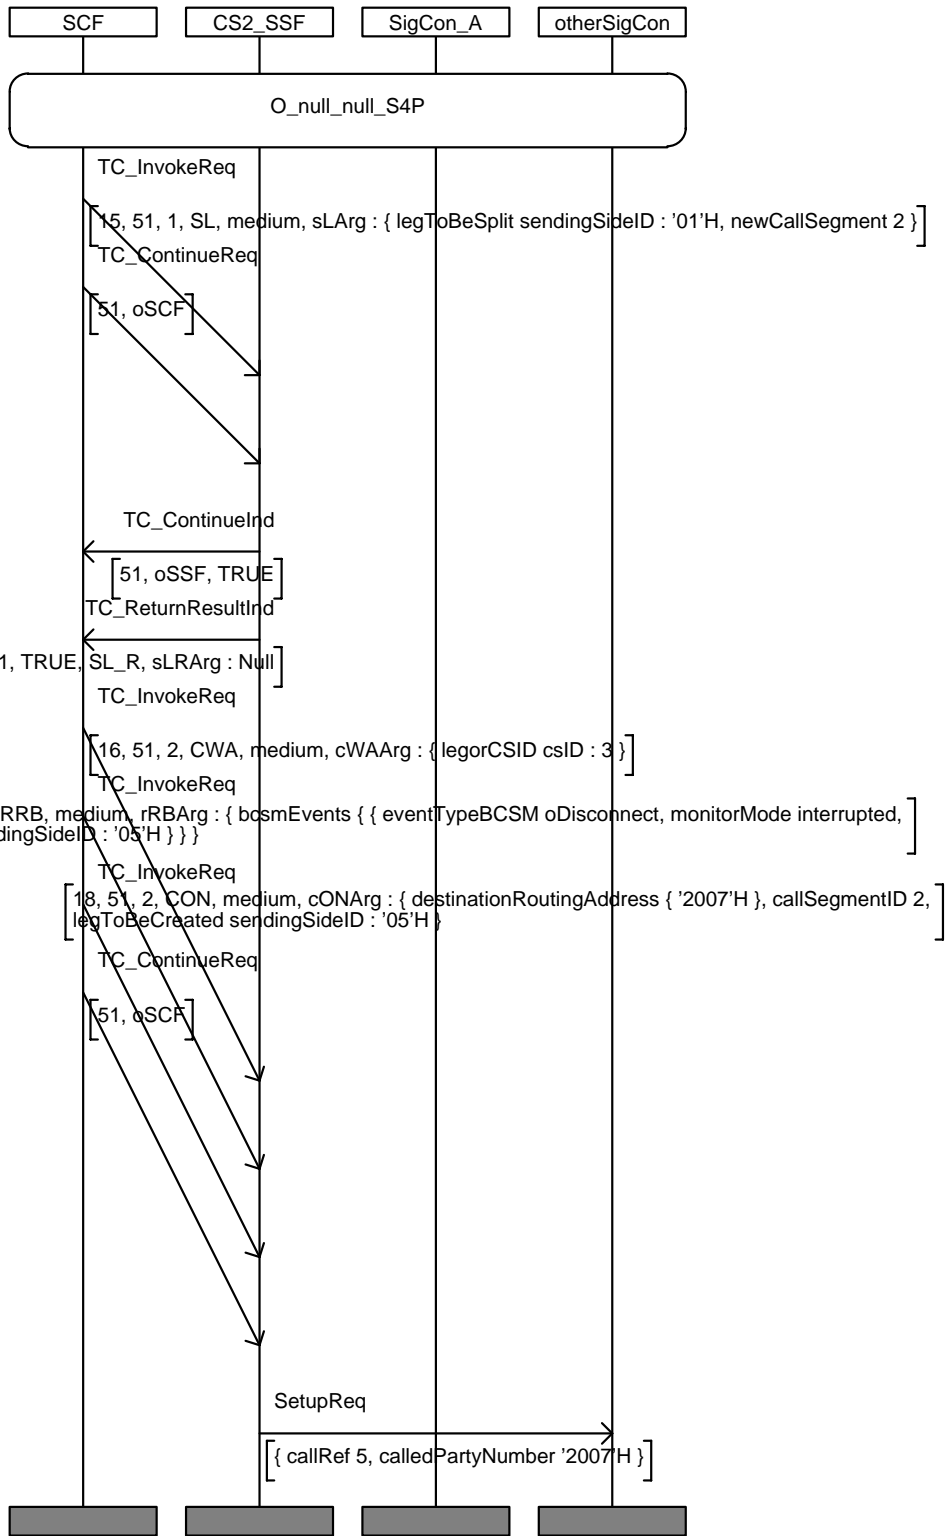 SCF CS2_SSF SigCon_A otherSigCon
O_null_null_S4P
TC_InvokeReq
15, 51, 1, SL, medium, sLArg : { legToBeSplit sendingSideID : '01'H, newCallSegment 2 }
TC_ContinueReq
51, oSCF
TC_ContinueInd
51, oSSF, TRUE
TC_ReturnResultInd
1, TRUE, SL_R, sLRArg : Null
TC_InvokeReq
16, 51, 2, CWA, medium, cWAArg : { legorCSID csID : 3 }
TC_InvokeReq
RRB, medium, rRBArg : { bcsmEvents { { eventTypeBCSM oDisconnect, monitorMode interrupted,
dingSideID : '05'H } } }
TC_InvokeReq
18, 51, 2, CON, medium, cONArg : { destinationRoutingAddress { '2007'H }, callSegmentID 2,
legToBeCreated sendingSideID : '05'H }
TC_ContinueReq
51, oSCF
SetupReq
{ callRef 5, calledPartyNumber '2007'H }